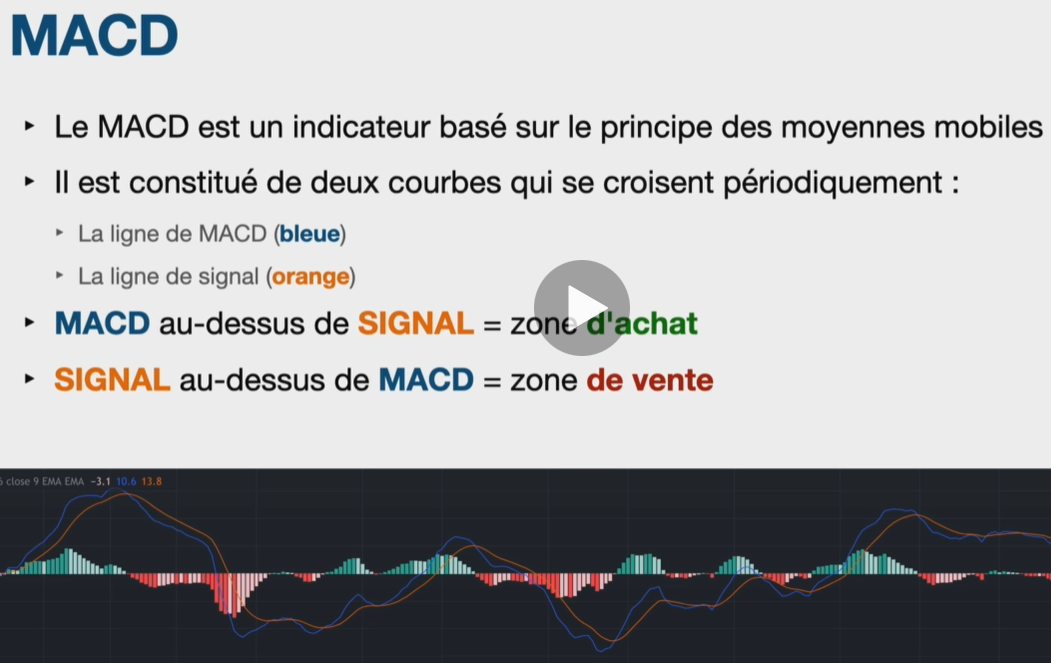 MACD
‣ Le MACD est un indicateur basé sur le principe des moyennes mobiles
‣ Il est constitué de deux courbes qui se croisent périodiquement :
‣ La ligne de MACD (bleue)
‣ La ligne de signal (orange)
‣ MACD au-dessus de SIGNAL = zone d'achat
‣ SIGNAL au-dessus de MACD = zone de vente
close 9 EMA EMA −3.1 10.6 13.8